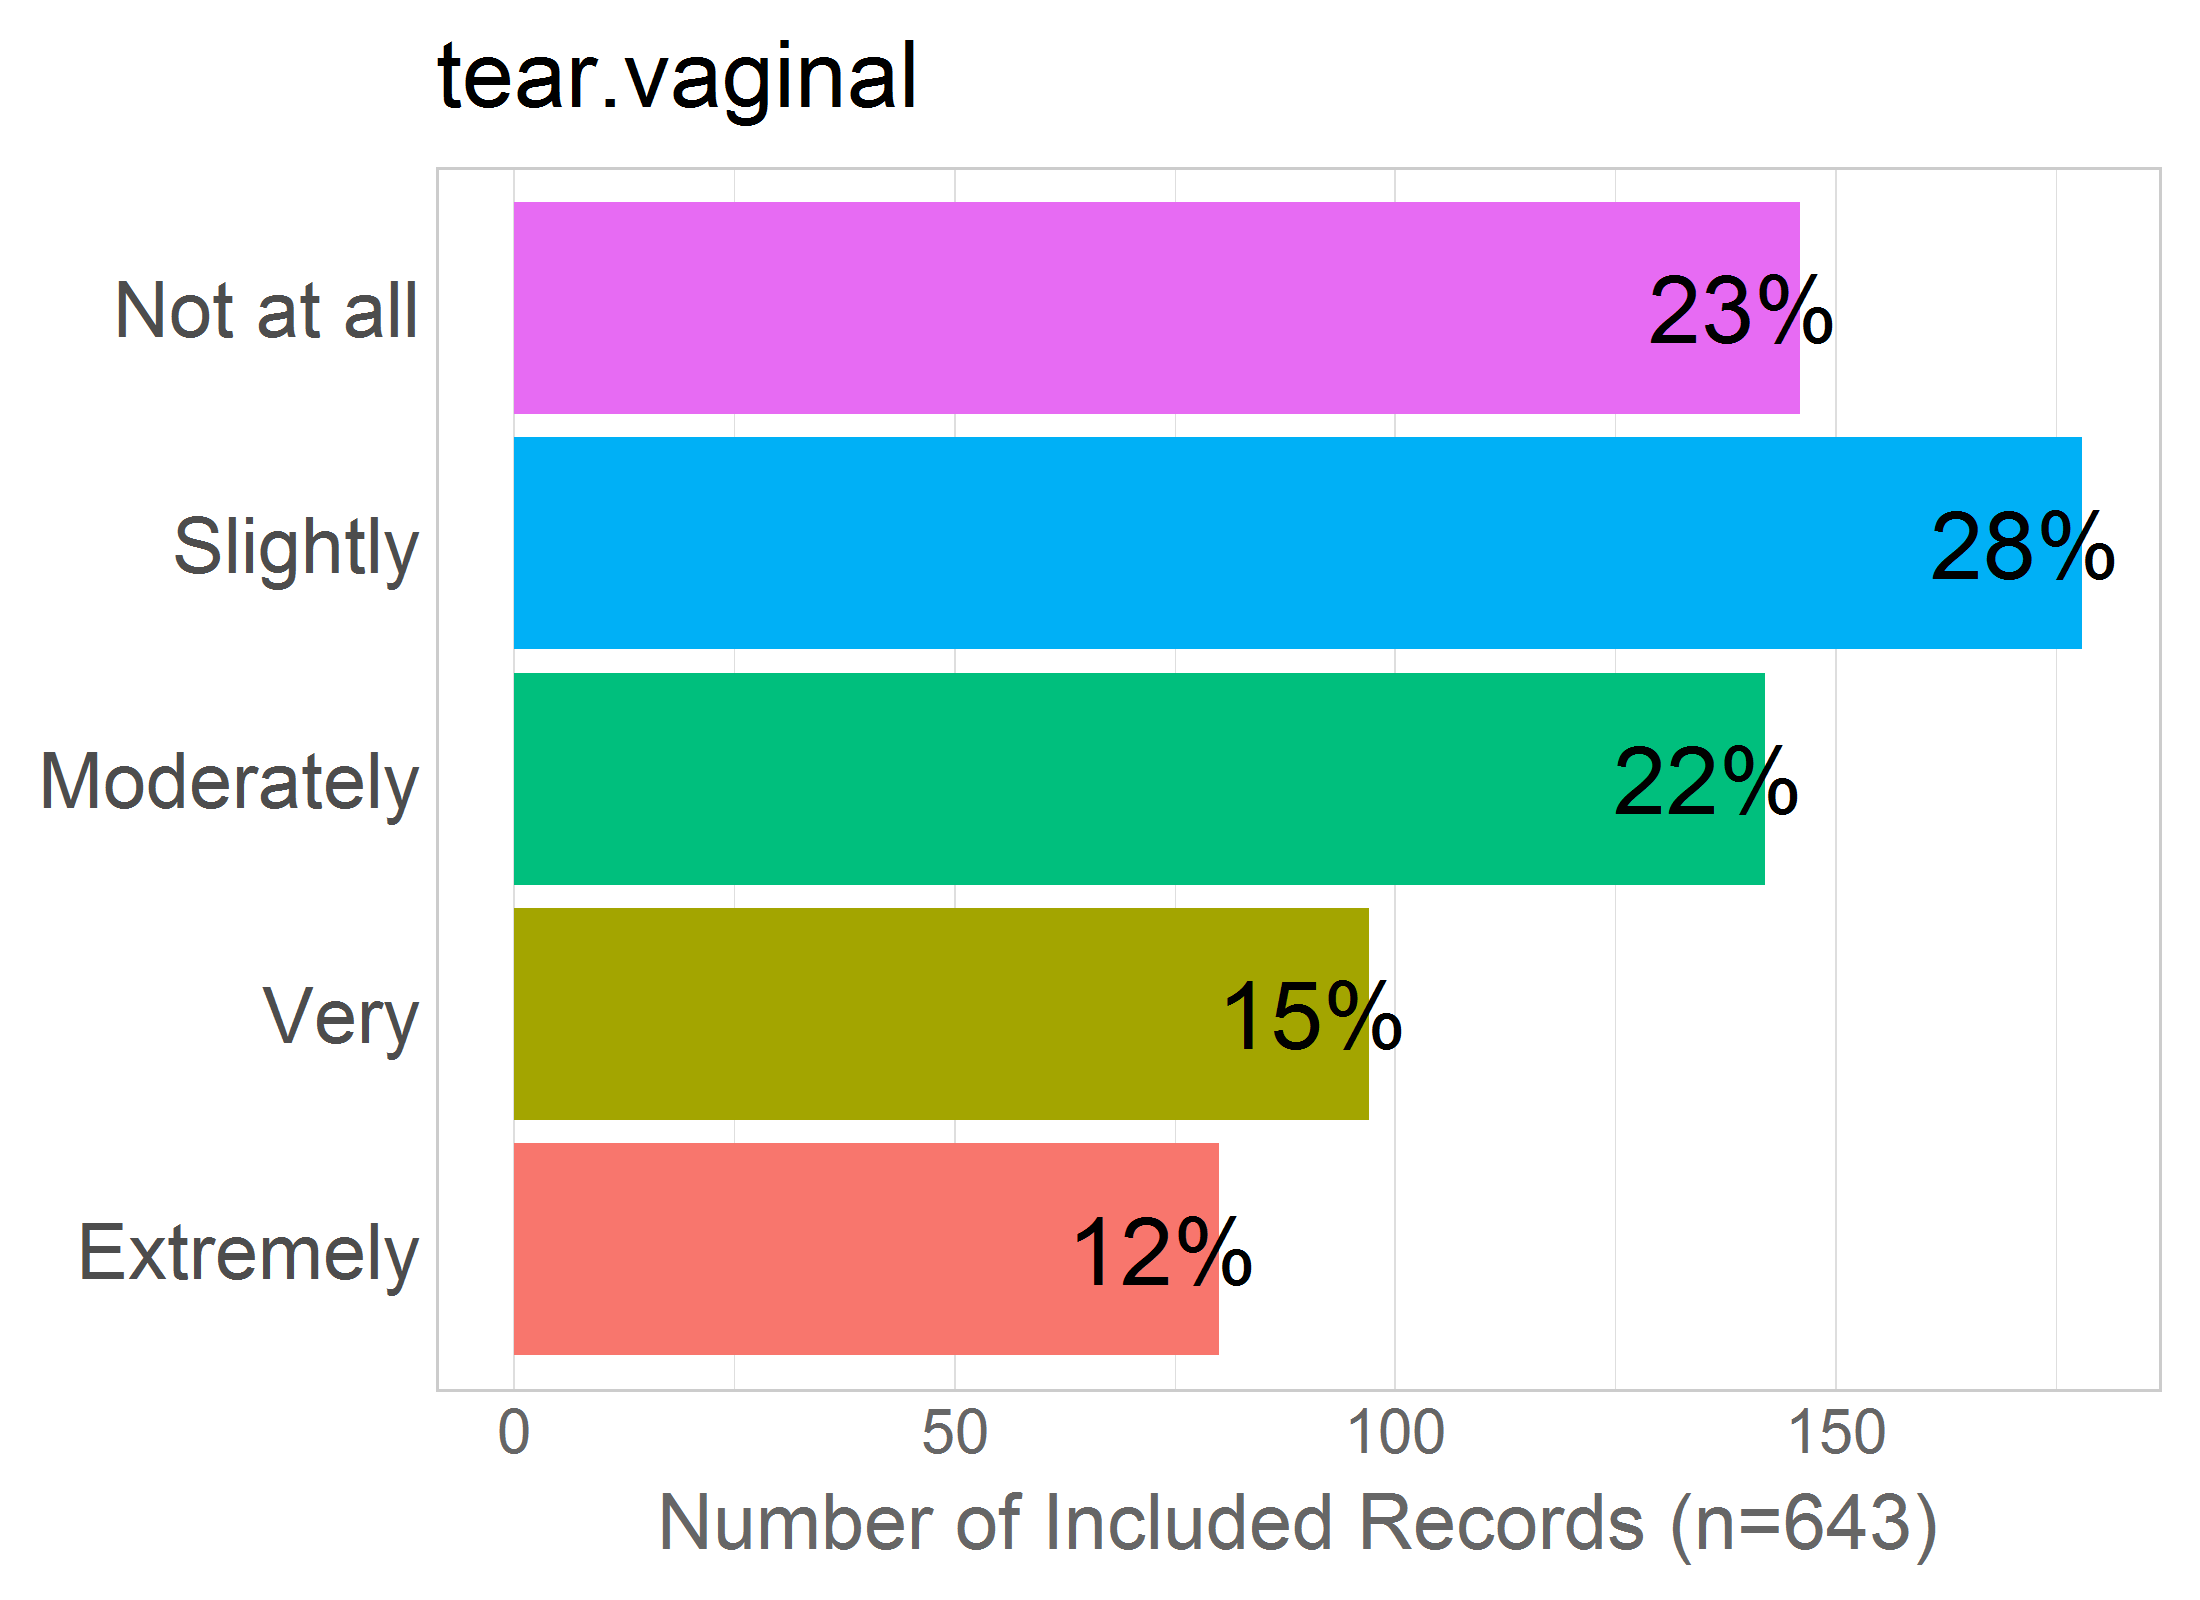 tear.vaginal
Not at all 23%
Slightly 28%
Moderately 22%
Very 15%
Extremely 12%
0 50 100 150
Number of Included Records (n=643)